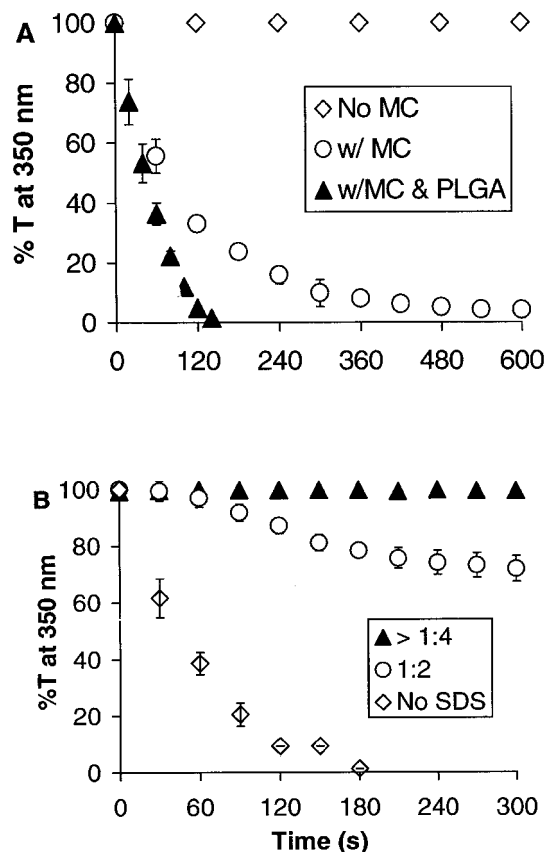 A
100
80
60
40
20
0
% T at 350 nm
◇ No MC
○ w/ MC
▲ w/MC & PLGA
0 120 240 360 480 600
B
100
80
60
40
20
0
%T at 350 nm
▲ > 1:4
○ 1:2
◇ No SDS
0 60 120 180 240 300
Time (s)